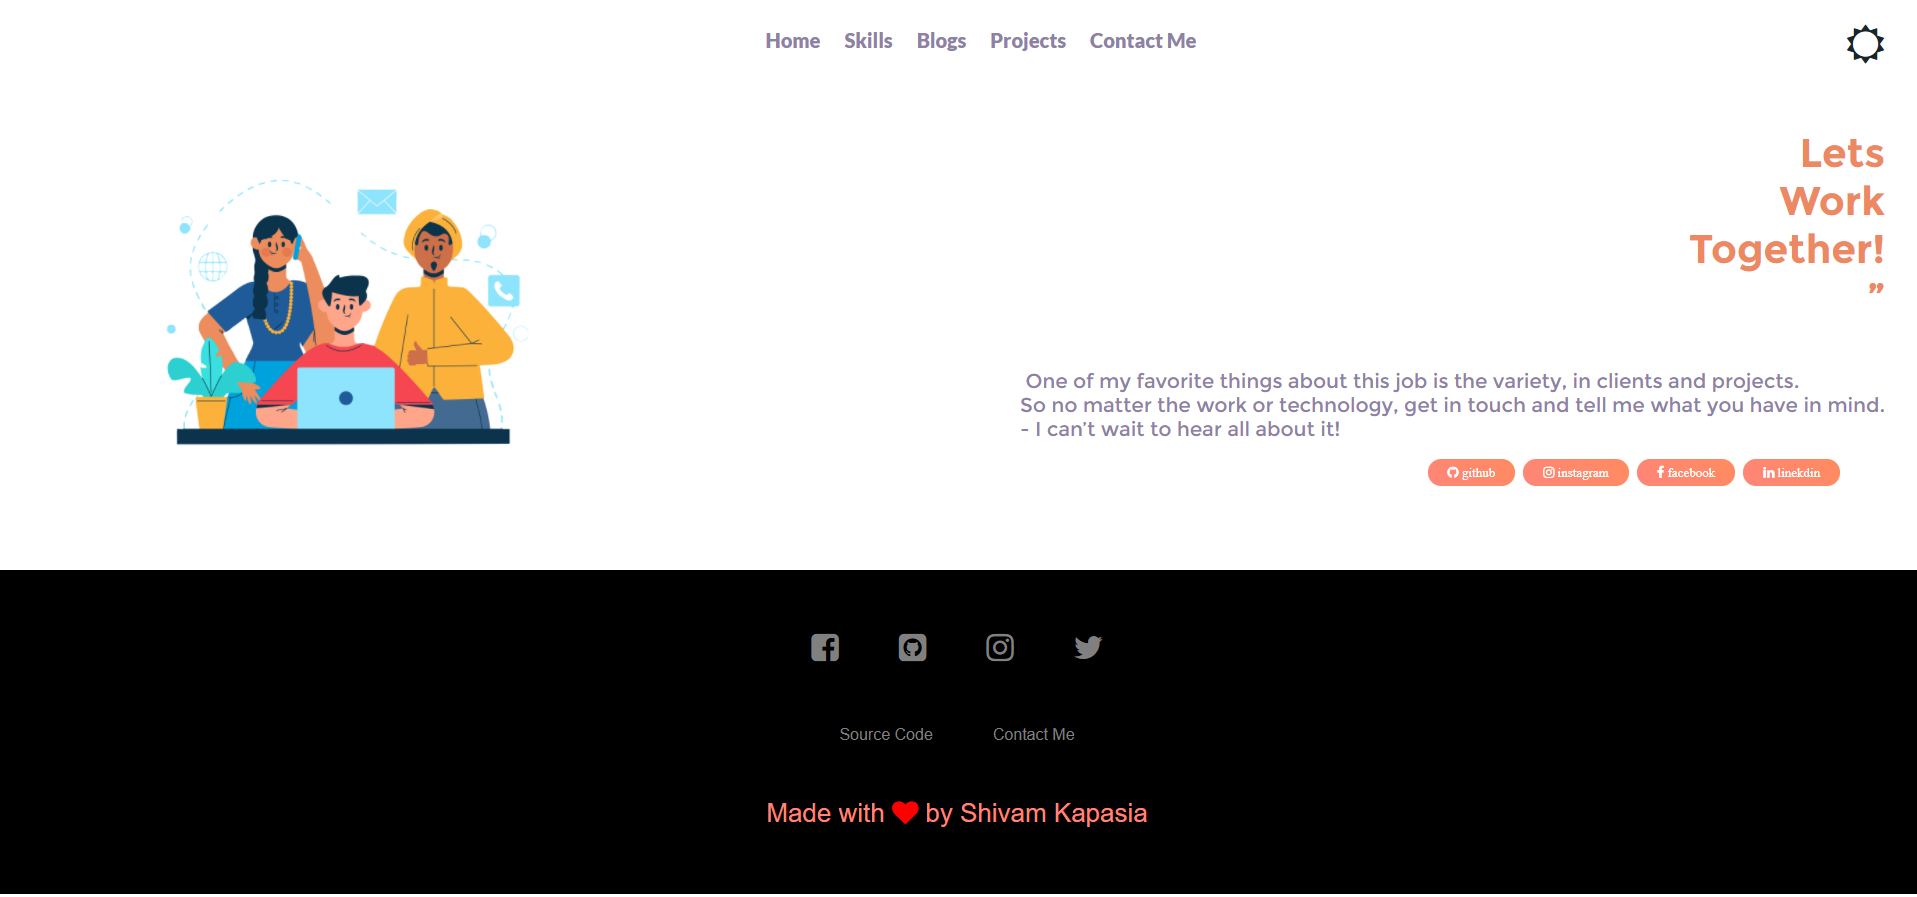 Home Skills Blogs Projects Contact Me
Lets
Work
Together!
”
One of my favorite things about this job is the variety, in clients and projects.
So no matter the work or technology, get in touch and tell me what you have in mind.
- I can’t wait to hear all about it!
github instagram facebook linekdin
Source Code Contact Me
Made with ❤ by Shivam Kapasia